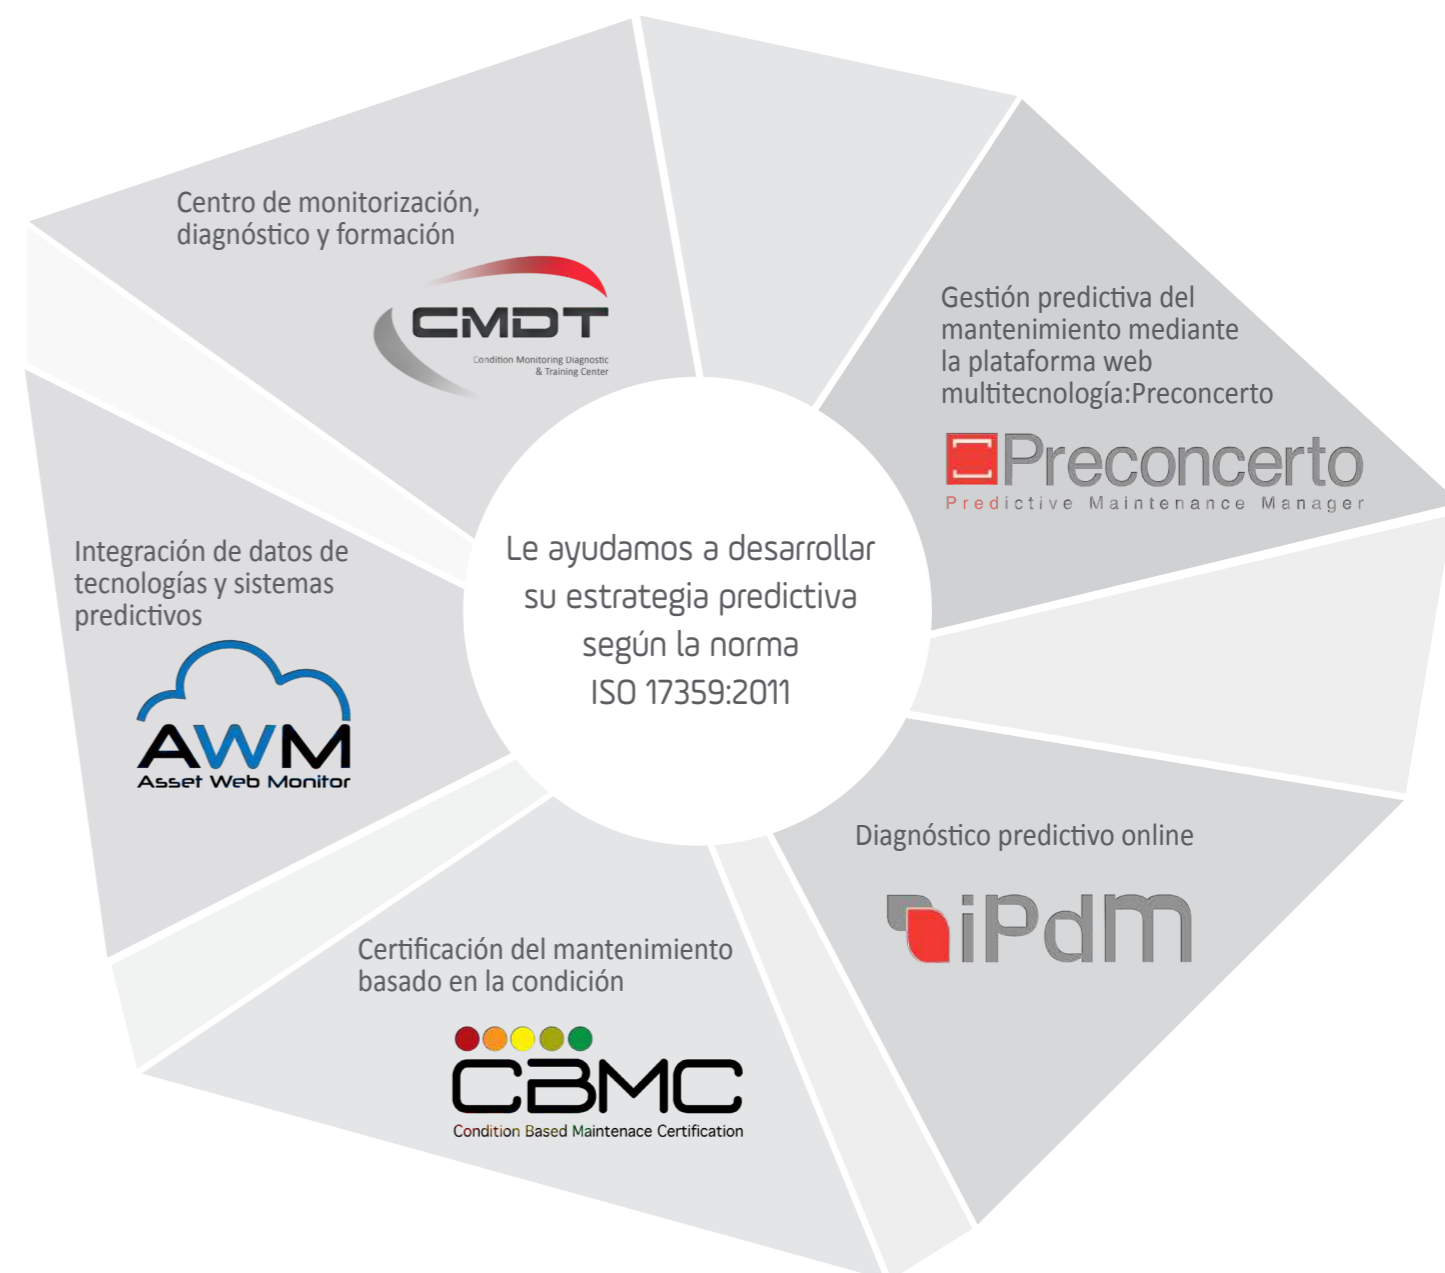 Centro de monitorización,
diagnóstico y formación
CMDT
Condition Monitoring Diagnostic
& Training Center
Gestión predictiva del
mantenimiento mediante
la plataforma web
multitecnología:Preconcerto
Preconcerto
Predictive Maintenance Manager
Integración de datos de
tecnologías y sistemas
predictivos
AWM
Asset Web Monitor
Le ayudamos a desarrollar
su estrategia predictiva
según la norma
ISO 17359:2011
Diagnóstico predictivo online
iPdm
Certificación del mantenimiento
basado en la condición
CBMC
Condition Based Maintenace Certification